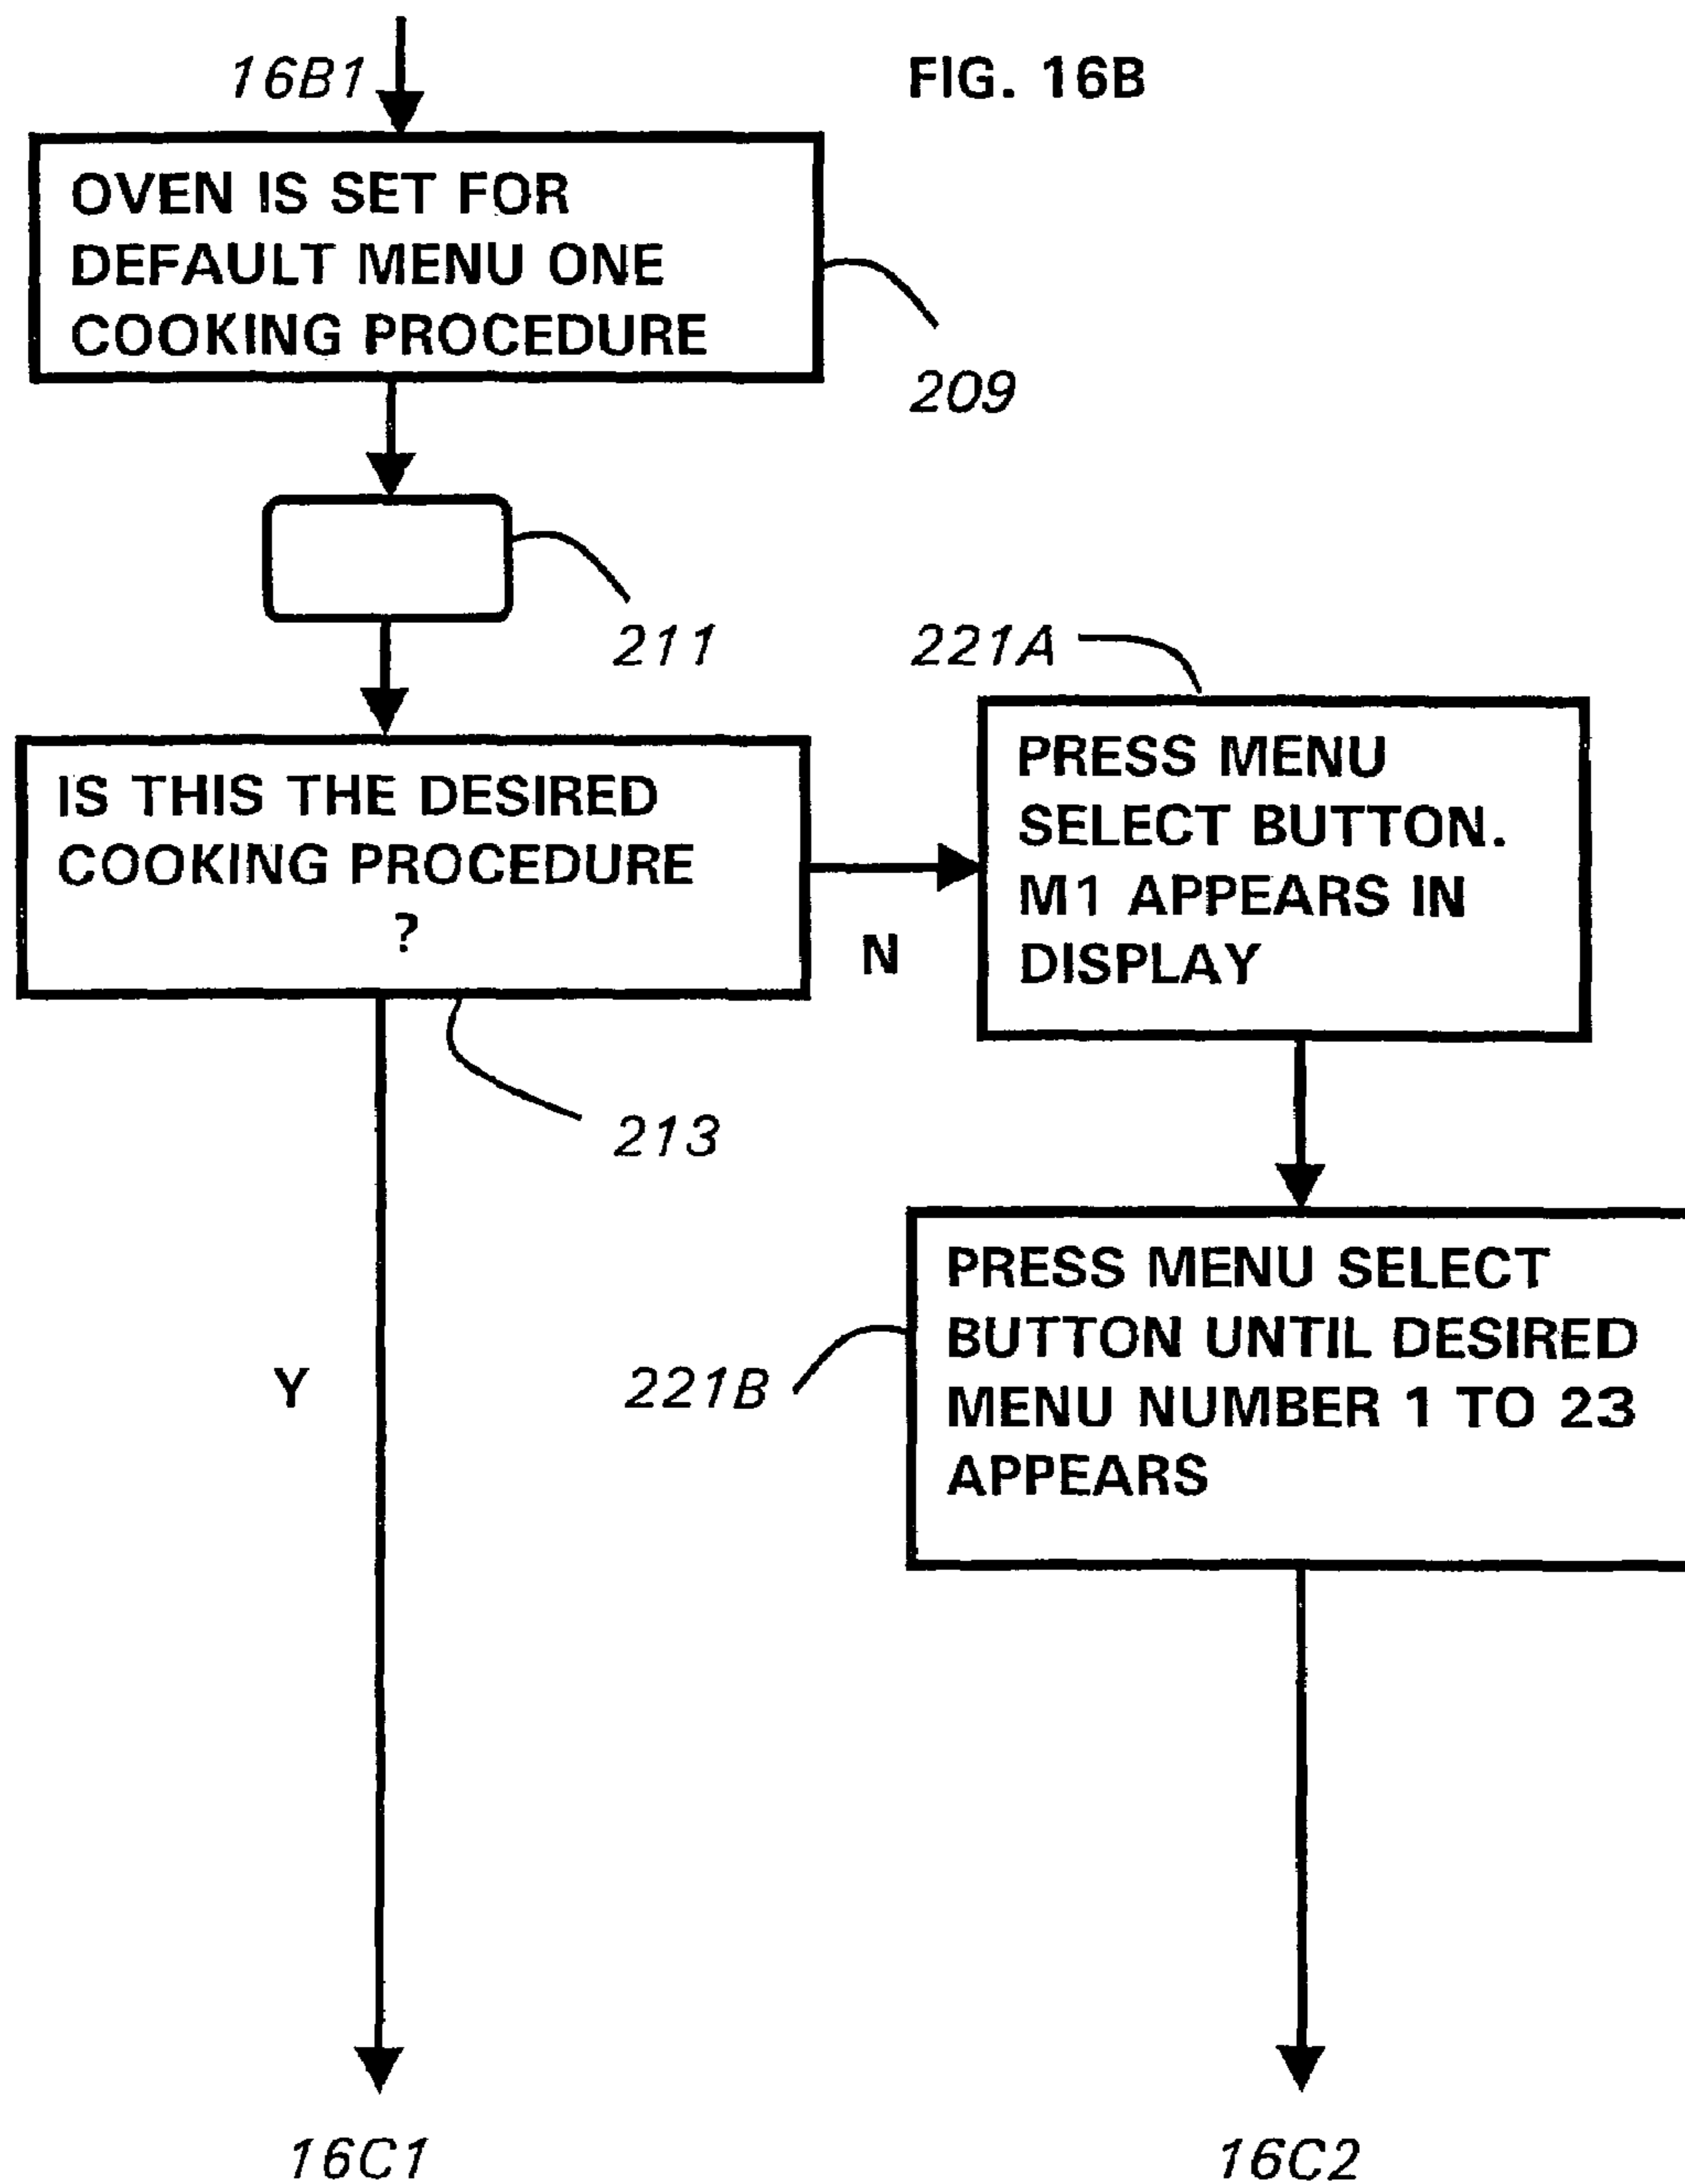 16B1
FIG. 16B
OVEN IS SET FOR
DEFAULT MENU ONE
COOKING PROCEDURE
209
211
221A
IS THIS THE DESIRED
COOKING PROCEDURE
?
N
PRESS MENU
SELECT BUTTON.
M1 APPEARS IN
DISPLAY
213
Y
221B
PRESS MENU SELECT
BUTTON UNTIL DESIRED
MENU NUMBER 1 TO 23
APPEARS
16C1
16C2